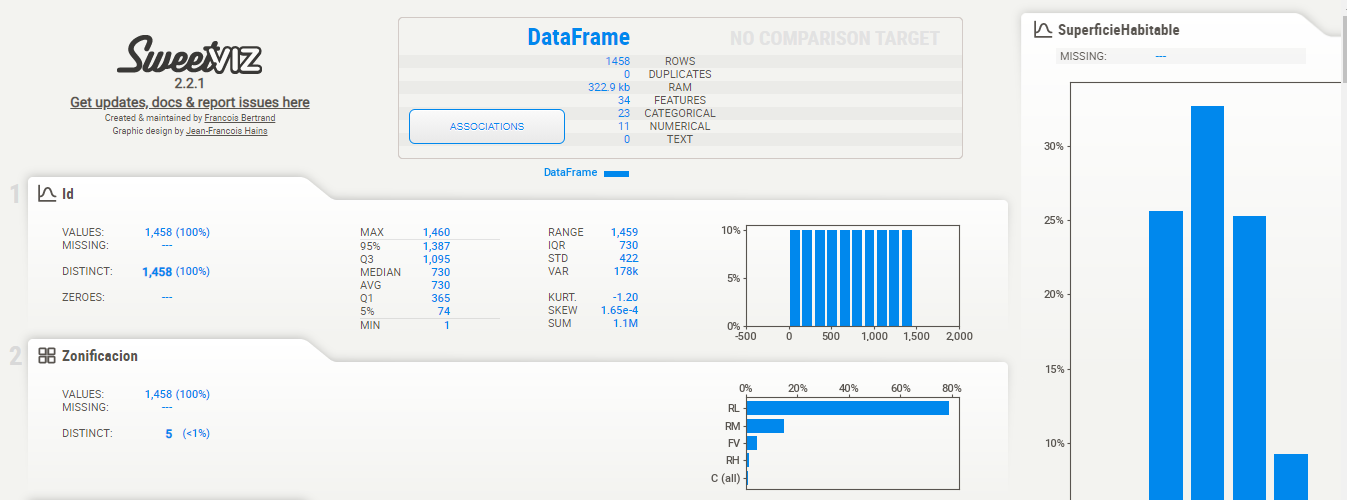 SweetVIZ
2.2.1
Get updates, docs & report issues here
Created & maintained by Francois Bertrand
Graphic design by Jean-Francois Hains
DataFrame NO COMPARISON TARGET
1458 ROWS
0 DUPLICATES
322.9 kb RAM
34 FEATURES
23 CATEGORICAL
11 NUMERICAL
0 TEXT
ASSOCIATIONS
DataFrame
1 Id
VALUES: 1,458 (100%)
MISSING: ---
DISTINCT: 1,458 (100%)
ZEROES: ---
MAX 1,460
95% 1,387
Q3 1,095
MEDIAN 730
AVG 730
Q1 365
5% 74
MIN 1
RANGE 1,459
IQR 730
STD 422
VAR 178k
KURT. -1.20
SKEW 1.65e-4
SUM 1.1M
10%
5%
0%
-500 0 500 1,000 1,500 2,000
2 Zonificacion
VALUES: 1,458 (100%)
MISSING: ---
DISTINCT: 5 (<1%)
0% 20% 40% 60% 80%
RL
RM
FV
RH
C (all)
SuperficieHabitable
MISSING: ---
30%
25%
20%
15%
10%